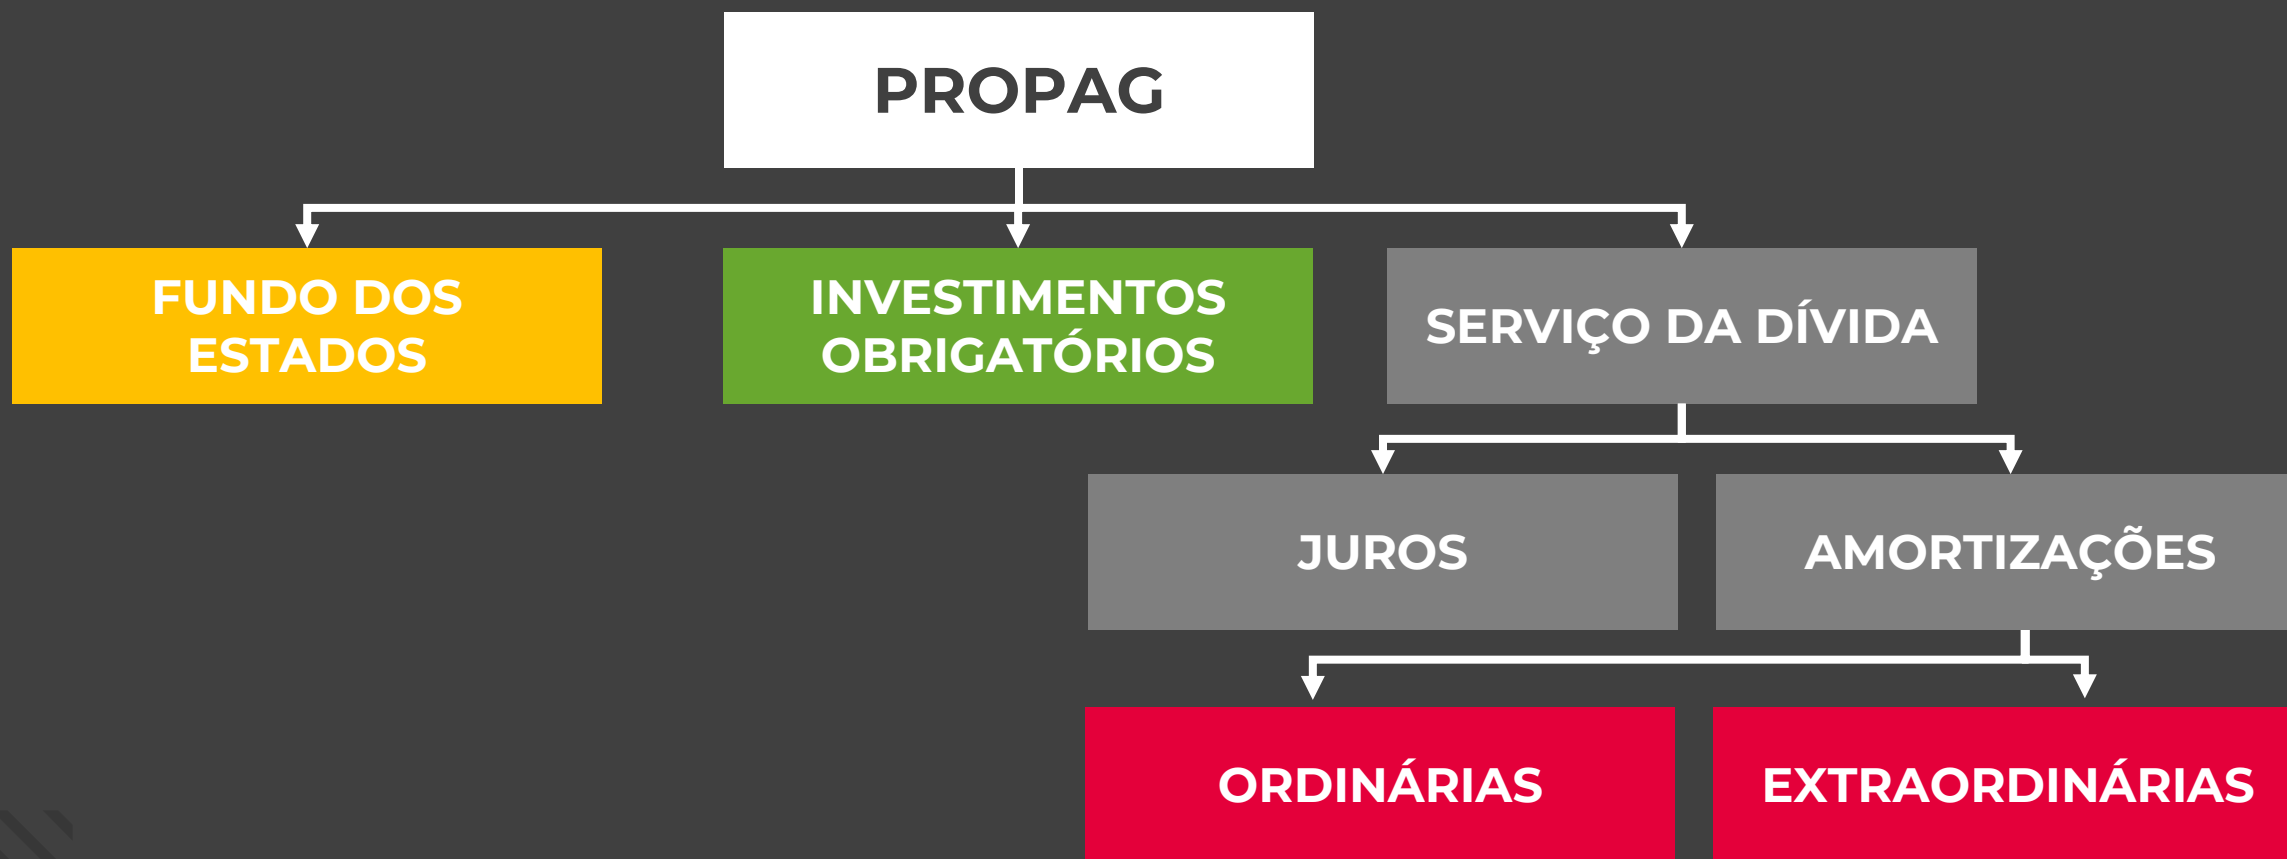 PROPAG
FUNDO DOS
ESTADOS
INVESTIMENTOS
OBRIGATÓRIOS
SERVIÇO DA DÍVIDA
JUROS
AMORTIZAÇÕES
ORDINÁRIAS
EXTRAORDINÁRIAS